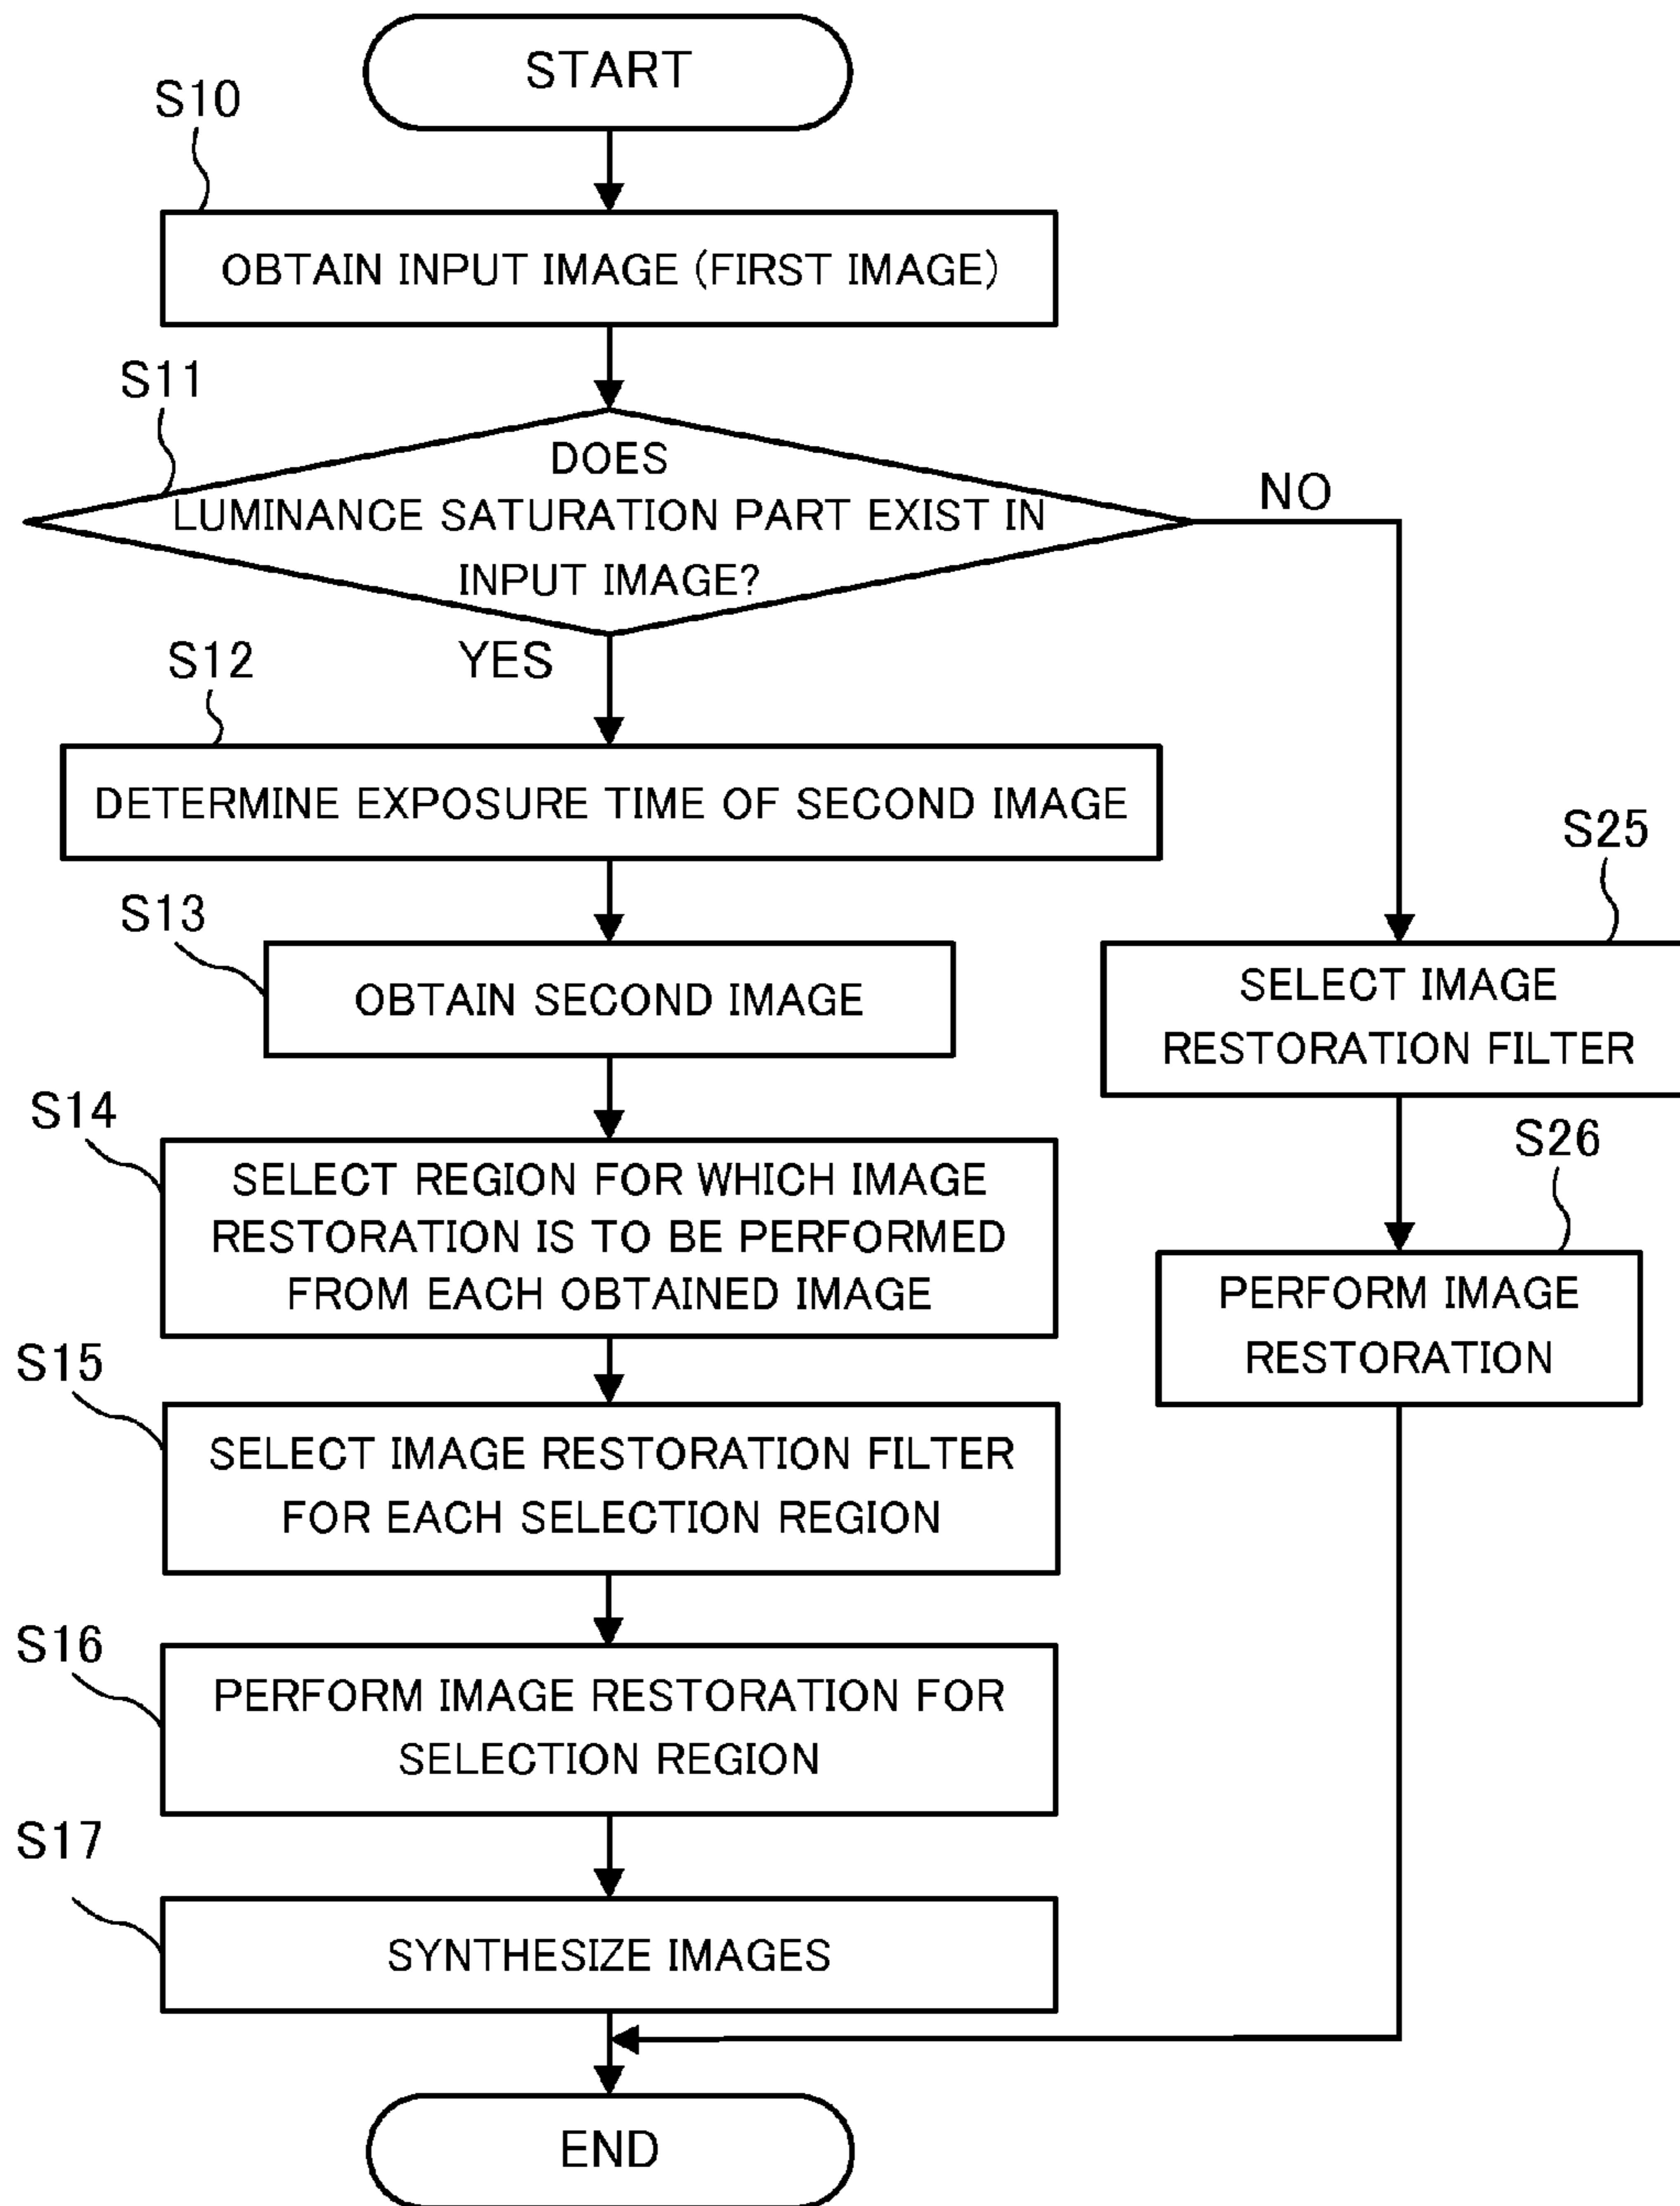 START
S10
OBTAIN INPUT IMAGE (FIRST IMAGE)
S11
DOES
LUMINANCE SATURATION PART EXIST IN
INPUT IMAGE?
NO
YES
S12
DETERMINE EXPOSURE TIME OF SECOND IMAGE
S13
OBTAIN SECOND IMAGE
S14
SELECT REGION FOR WHICH IMAGE
RESTORATION IS TO BE PERFORMED
FROM EACH OBTAINED IMAGE
S15
SELECT IMAGE RESTORATION FILTER
FOR EACH SELECTION REGION
S16
PERFORM IMAGE RESTORATION FOR
SELECTION REGION
S17
SYNTHESIZE IMAGES
S25
SELECT IMAGE
RESTORATION FILTER
S26
PERFORM IMAGE
RESTORATION
END